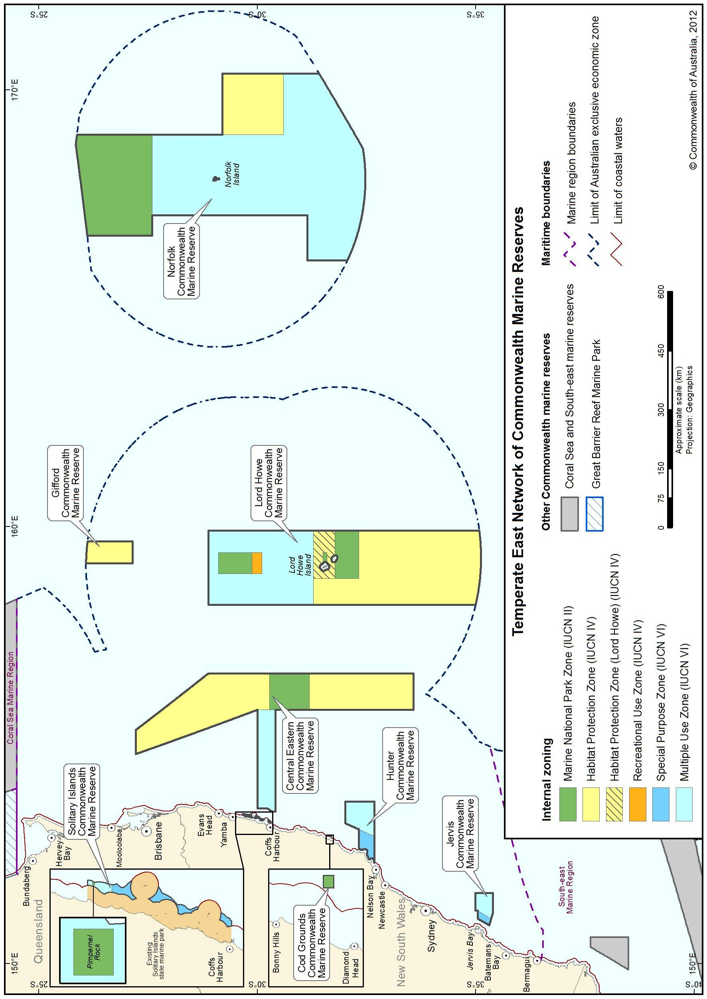 150°E
160°E
170°E
25°S
30°S
35°S
40°S
25°S
30°S
35°S
150°E
Coral Sea Marine Region
Queensland
New South Wales
Bundaberg
Hervey
Bay
Mooloolaba
Brisbane
Evans
Head
Yamba
Coffs
Harbour
Nelson Bay
Newcastle
Sydney
Jervis Bay
Batemans
Bay
Bermagui
South-east
Marine Region
Pimpernel
Rock
Existing
Solitary Islands
state marine park
Coffs
Harbour
Bonny Hills
Diamond
Head
Solitary Islands
Commonwealth
Marine Reserve
Cod Grounds
Commonwealth
Marine Reserve
Central Eastern
Commonwealth
Marine Reserve
Hunter
Commonwealth
Marine Reserve
Jervis
Commonwealth
Marine Reserve
Gifford
Commonwealth
Marine Reserve
Lord Howe
Commonwealth
Marine Reserve
Lord
Howe
Island
Norfolk
Commonwealth
Marine Reserve
Norfolk
Island
Temperate East Network of Commonwealth Marine Reserves
Internal zoning
Marine National Park Zone (IUCN II)
Habitat Protection Zone (IUCN IV)
Habitat Protection Zone (Lord Howe) (IUCN IV)
Recreational Use Zone (IUCN IV)
Special Purpose Zone (IUCN VI)
Multiple Use Zone (IUCN VI)
Other Commonwealth marine reserves
Coral Sea and South-east marine reserves
Great Barrier Reef Marine Park
Maritime boundaries
Marine region boundaries
Limit of Australian exclusive economic zone
Limit of coastal waters
0 75 150 300 450 600
Approximate scale (km)
Projection: Geographics
© Commonwealth of Australia, 2012